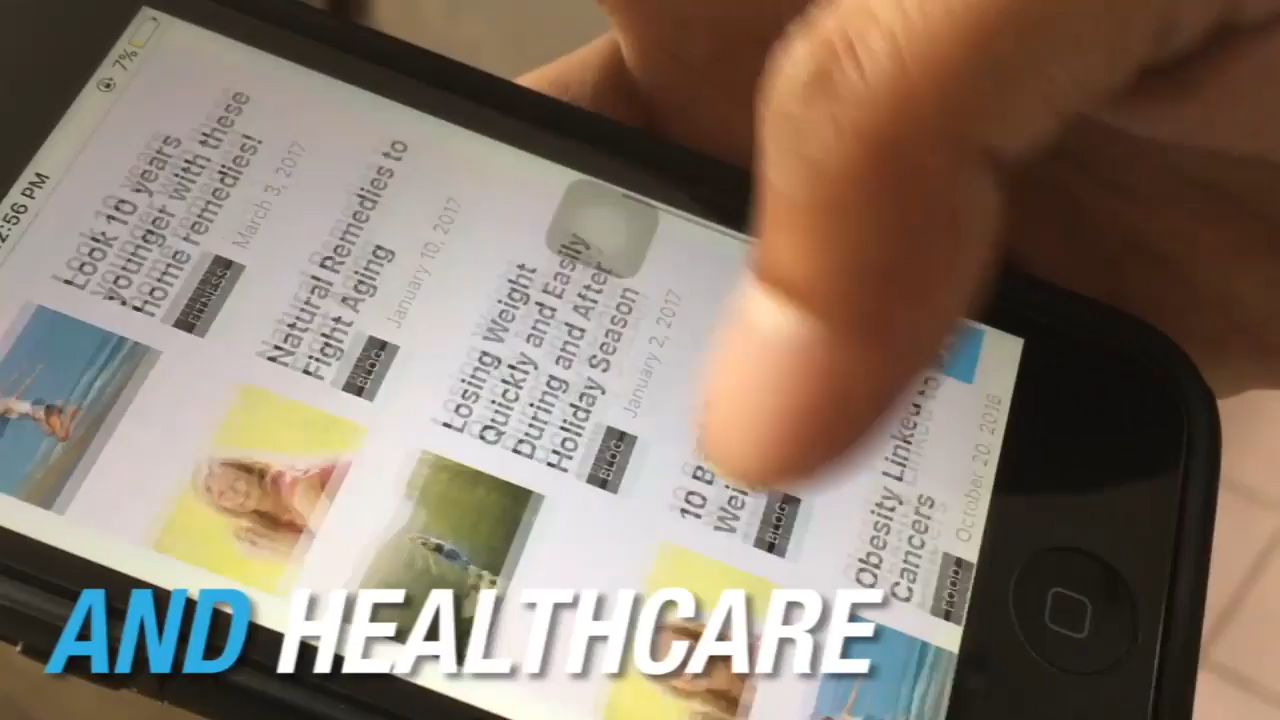 7%
:56 PM
Look 10 years
younger with these
home remedies!
March 3, 2017
FITNESS
Natural Remedies to
Fight Aging
January 10, 2017
BLOG
Losing Weight
Quickly and Easily
During and After
Holiday Season
January 2, 2017
BLOG
10
BLOG
Obesity Linked to
Cancers
October 20, 2016
AND HEALTHCARE